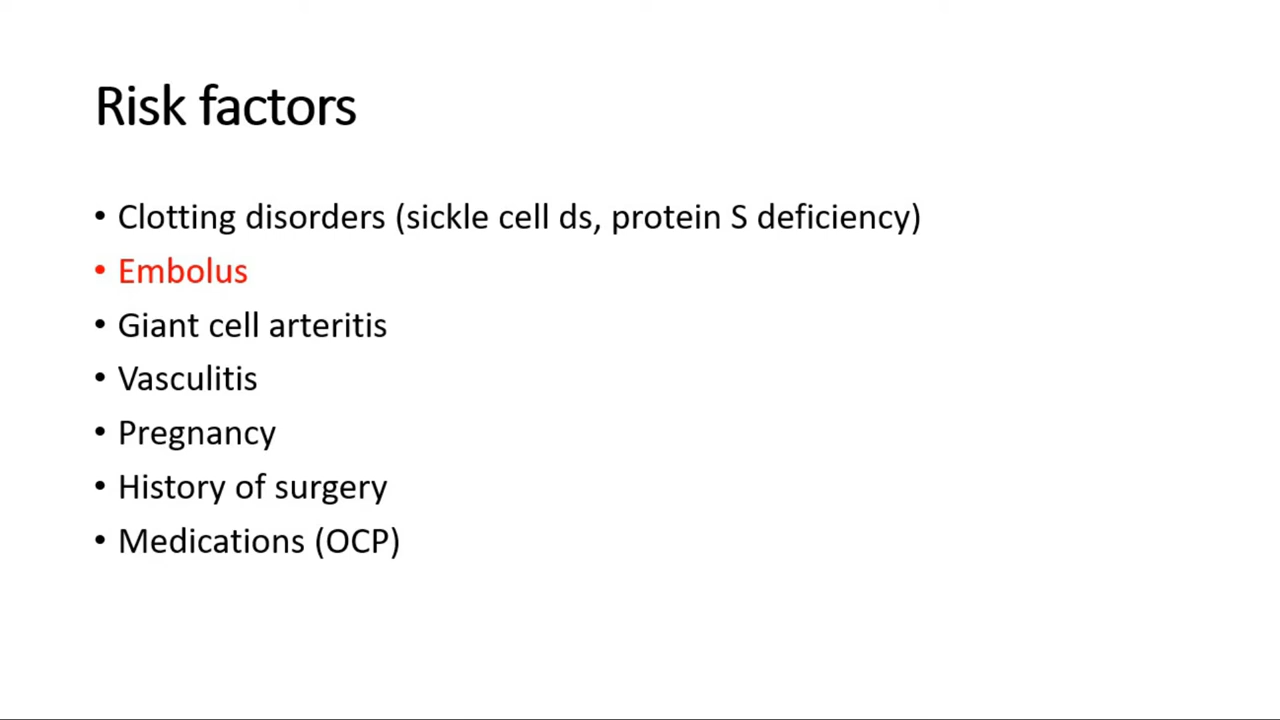 Risk factors
• Clotting disorders (sickle cell ds, protein S deficiency)
• Embolus
• Giant cell arteritis
• Vasculitis
• Pregnancy
• History of surgery
• Medications (OCP)